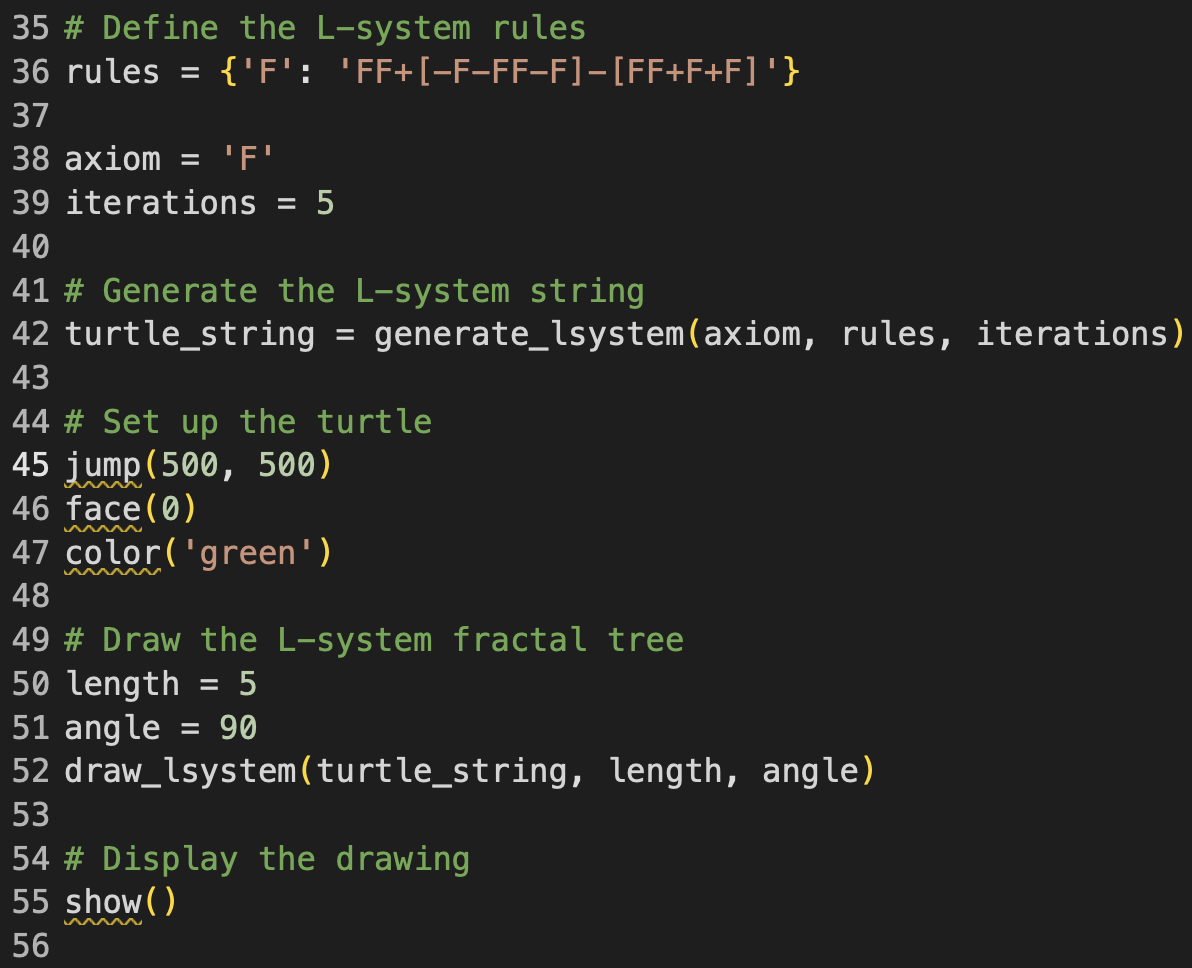 35 # Define the L-system rules
36 rules = {'F': 'FF+[-F-FF-F]-[FF+F+F]'}
37
38 axiom = 'F'
39 iterations = 5
40
41 # Generate the L-system string
42 turtle_string = generate_lsystem(axiom, rules, iterations)
43
44 # Set up the turtle
45 jump(500, 500)
46 face(0)
47 color('green')
48
49 # Draw the L-system fractal tree
50 length = 5
51 angle = 90
52 draw_lsystem(turtle_string, length, angle)
53
54 # Display the drawing
55 show()
56